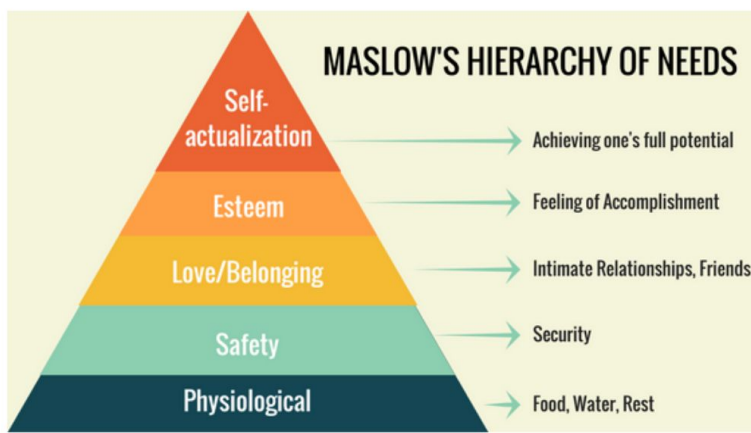 MASLOW'S HIERARCHY OF NEEDS
Self-
actualization
Achieving one's full potential
Esteem
Feeling of Accomplishment
Love/Belonging
Intimate Relationships, Friends
Safety
Security
Physiological
Food, Water, Rest